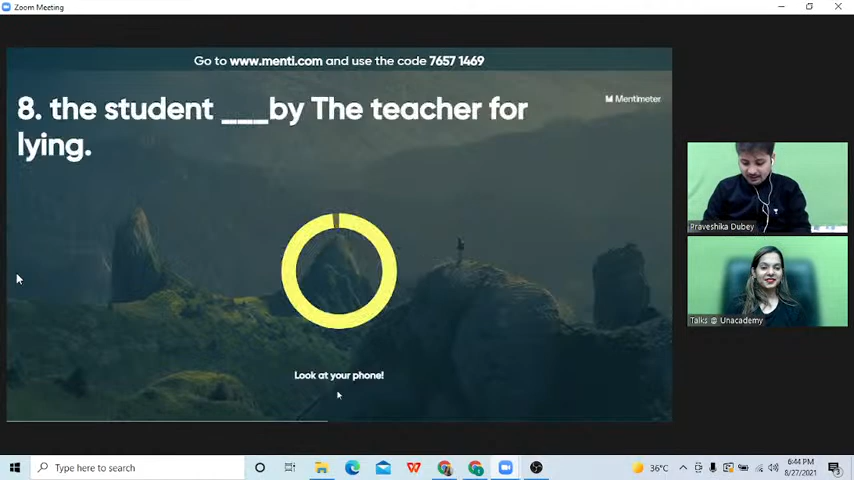 Zoom Meeting
Go to www.menti.com and use the code 7657 1469
Mentimeter
8. the student ___by The teacher for
lying.
Look at your phone!
Praveshika Dubey
Talks @ Unacademy
Type here to search
36°C
6:44 PM
8/27/2021